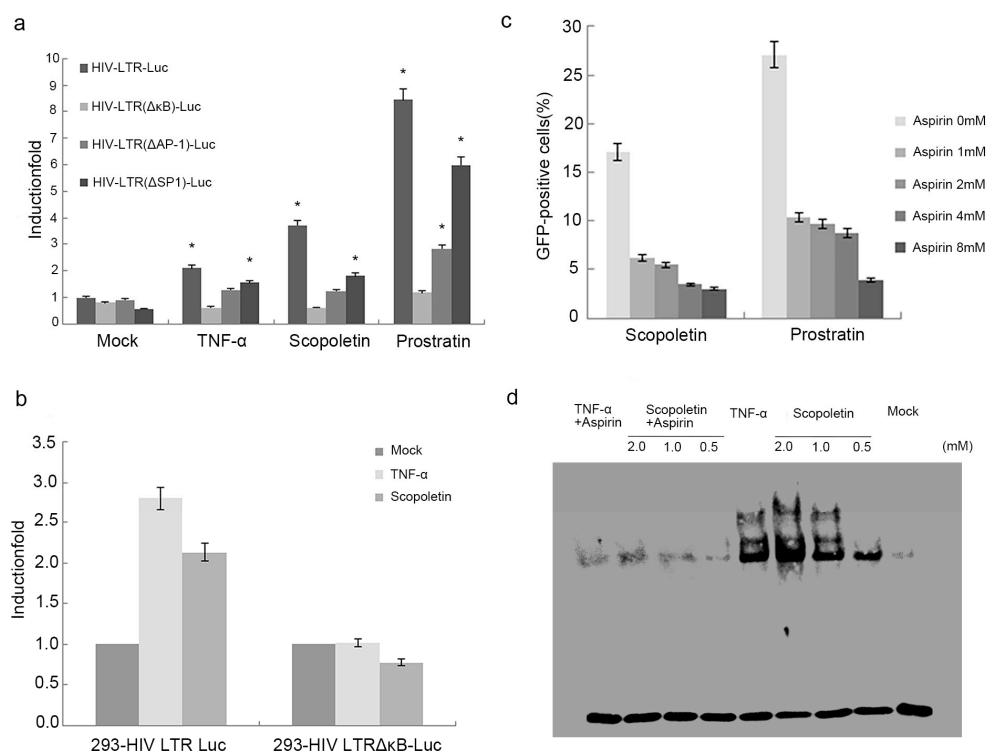 a
Inductionfold
10
9
8
7
6
5
4
3
2
1
0
HIV-LTR-Luc
HIV-LTR(ΔκB)-Luc
HIV-LTR(ΔAP-1)-Luc
HIV-LTR(ΔSP1)-Luc
* * * * * *
Mock TNF-α Scopoletin Prostratin
c
GFP-positive cells(%)
30
25
20
15
10
5
0
Aspirin 0mM
Aspirin 1mM
Aspirin 2mM
Aspirin 4mM
Aspirin 8mM
Scopoletin Prostratin
b
Inductionfold
3.5
3.0
2.5
2.0
1.0
0.5
0.0
Mock
TNF-α
Scopoletin
293-HIV LTR Luc 293-HIV LTRΔκB-Luc
d
TNF-α
+Aspirin
Scopoletin
+Aspirin
TNF-α
Scopoletin
Mock
2.0 1.0 0.5 2.0 1.0 0.5 (mM)